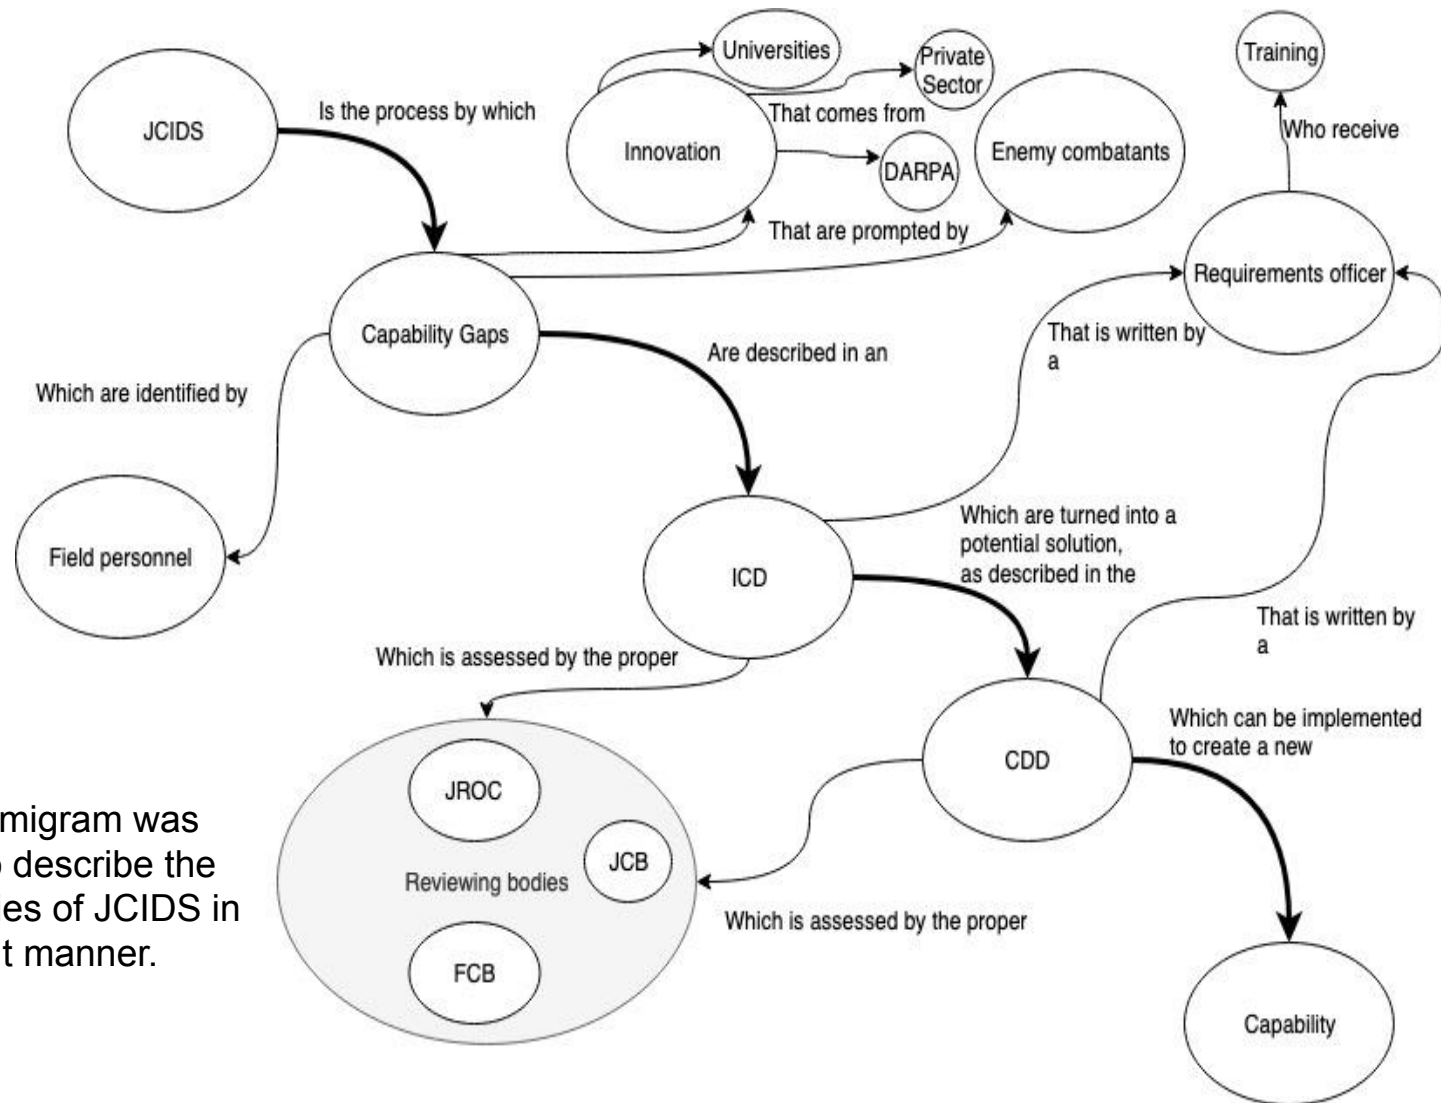 Universities
Private
Sector
Training
JCIDS
Is the process by which
That comes from
Who receive
Innovation
Enemy combatants
DARPA
That are prompted by
Requirements officer
Capability Gaps
Are described in an
That is written by
a
Which are identified by
Field personnel
ICD
Which are turned into a
potential solution,
as described in the
That is written by
a
Which is assessed by the proper
CDD
Which can be implemented
to create a new
JROC
JCB
Reviewing bodies
FCB
Which is assessed by the proper
Capability
migram was
describe the
ies of JCIDS in
t manner.